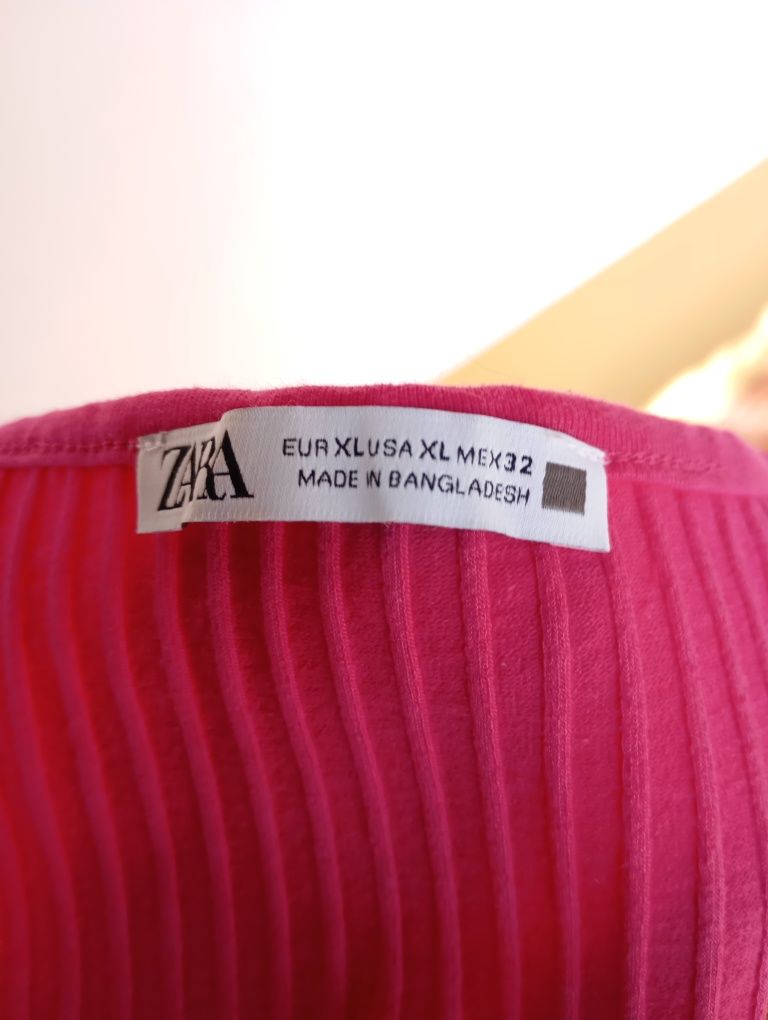 ZARA
EUR XL USA XL MEX 32
MADE IN BANGLADESH